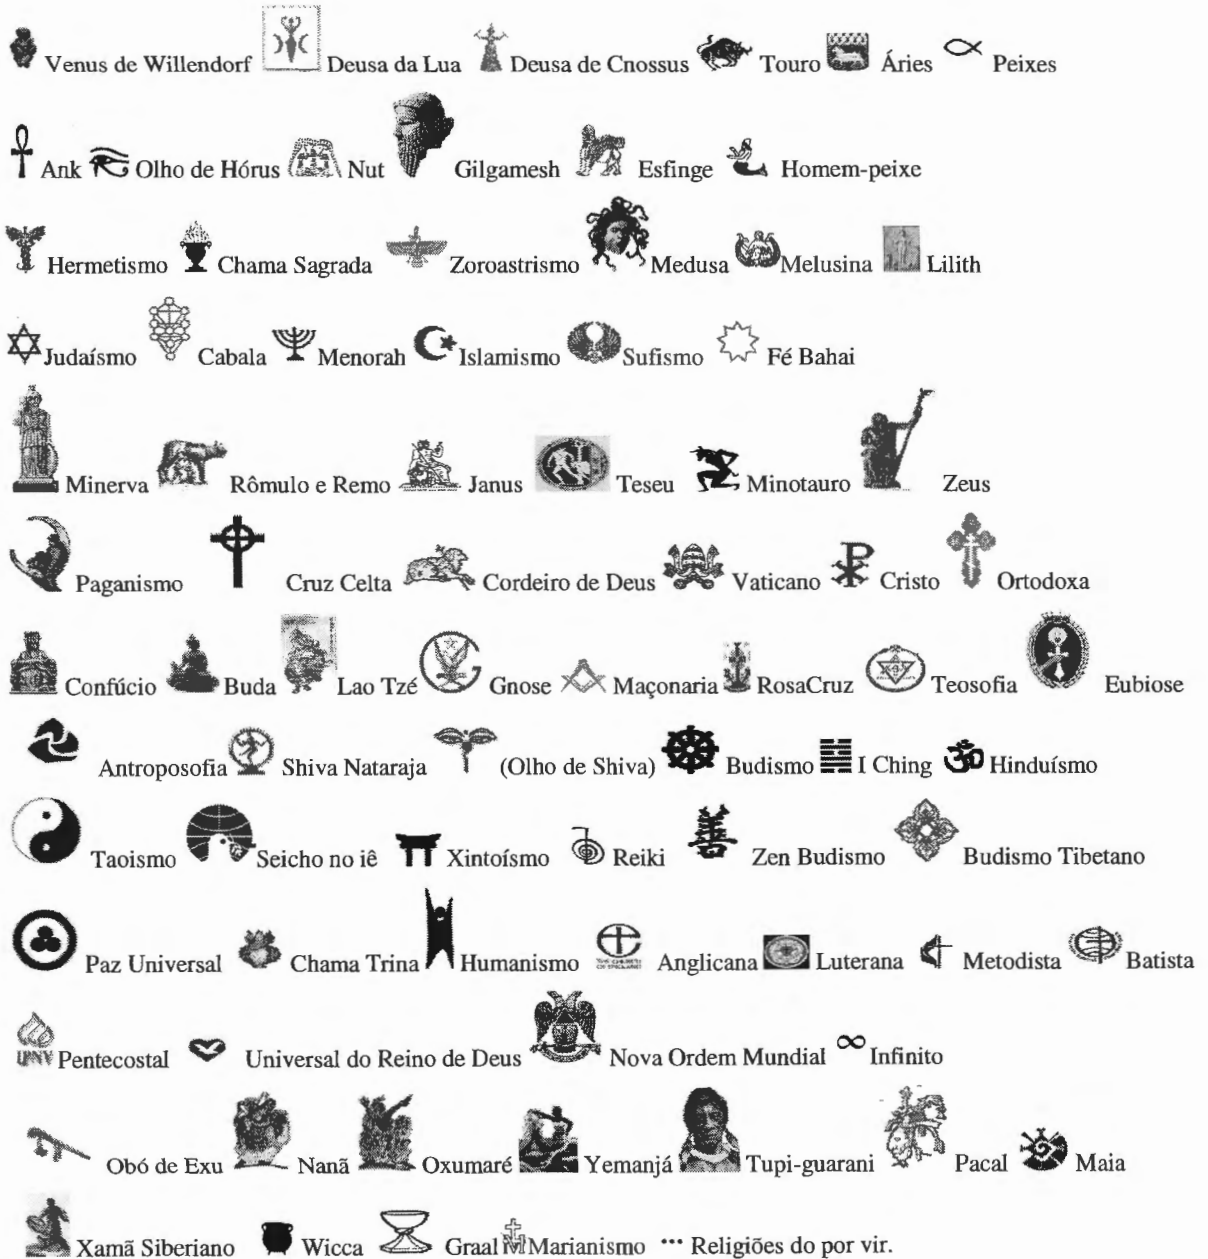 Venus de Willendorf Deusa da Lua Deusa de Cnossus Touro Áries Peixes
Ank Olho de Hórus Nut Gilgamesh Esfinge Homem-peixe
Hermetismo Chama Sagrada Zoroastrismo Medusa Melusina Lilith
Judaísmo Cabala Menorah Islamismo Sufismo Fé Bahai
Minerva Rômulo e Remo Janus Teseu Minotauro Zeus
Paganismo Cruz Celta Cordeiro de Deus Vaticano Cristo Ortodoxa
Confúcio Buda Lao Tzé Gnose Maçonaria RosaCruz Teosofia Eubiose
Antroposofia Shiva Nataraja (Olho de Shiva) Budismo I Ching Hinduísmo
Taoismo Seicho no iê Xintoísmo Reiki 善 Zen Budismo Budismo Tibetano
Paz Universal Chama Trina Humanismo THE CHURCH OF ENGLAND Anglicana Luterana Metodista Batista
Pentecostal Universal do Reino de Deus Nova Ordem Mundial ∞ Infinito
Obó de Exu Nanã Oxumaré Yemanjá Tupi-guarani Pacal Maia
Xamã Siberiano Wicca Graal Marianismo ... Religiões do por vir.